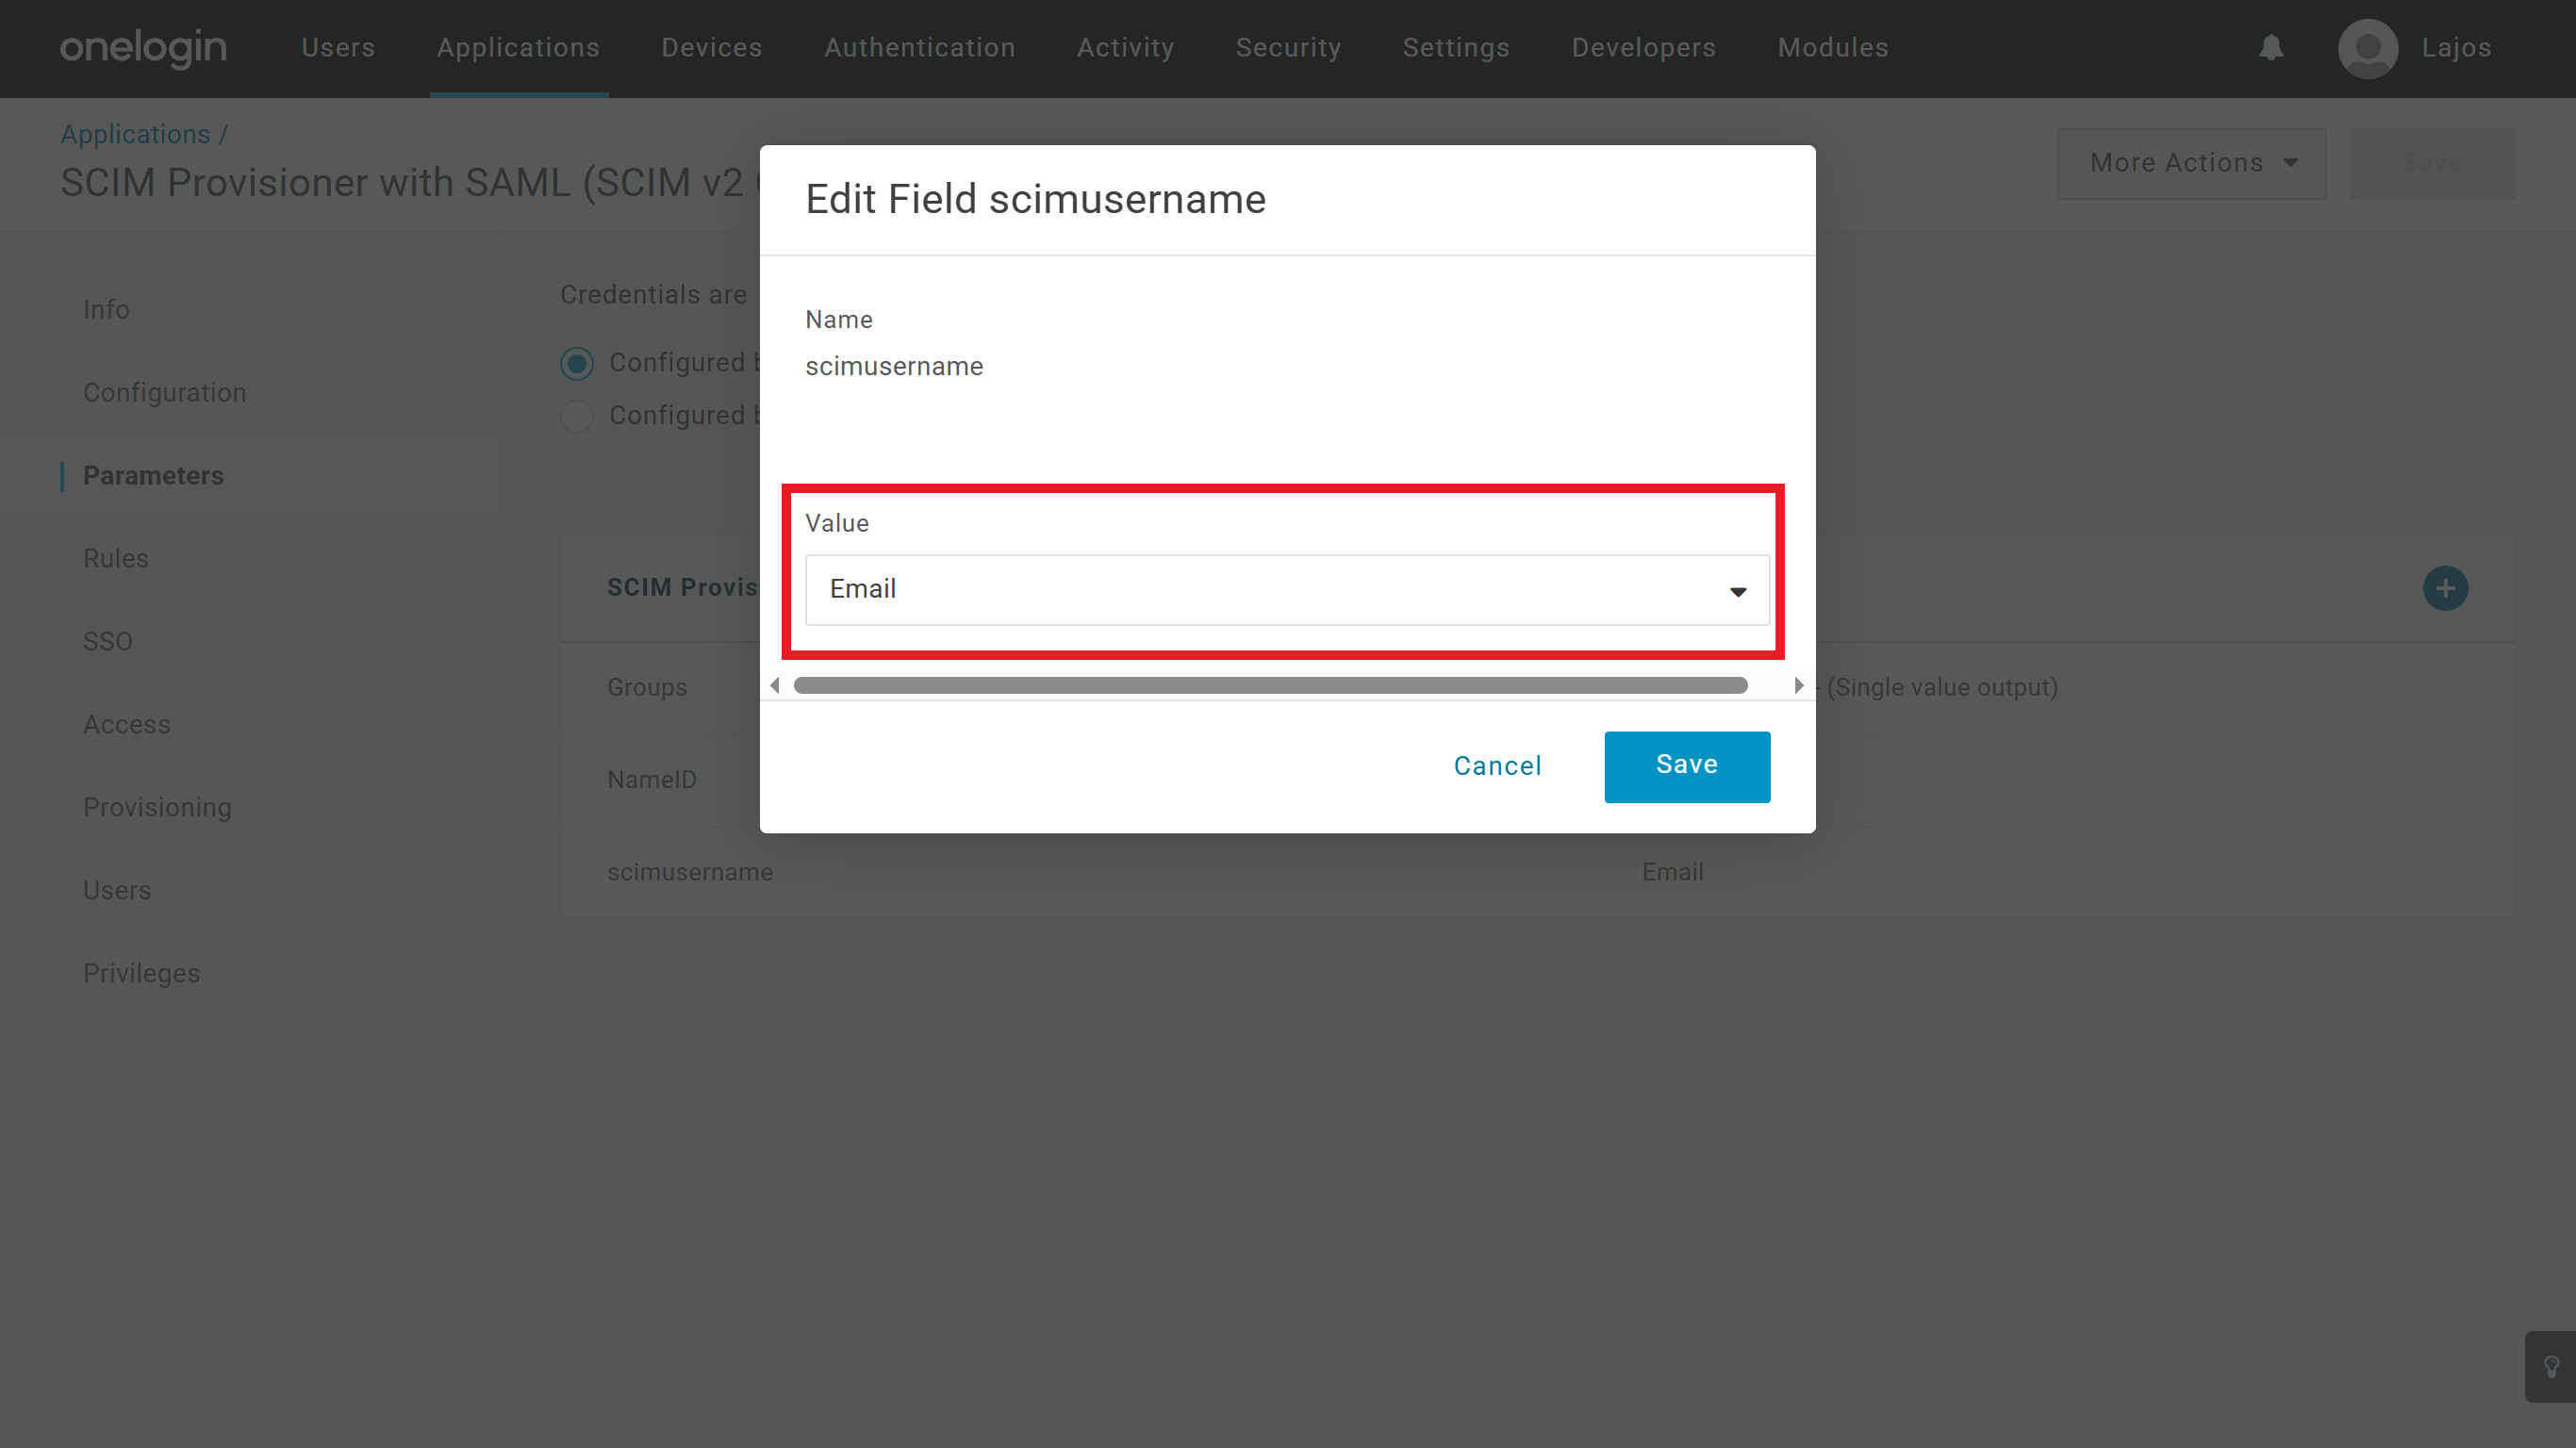 onelogin Users Applications Devices Authentication Activity Security Settings Developers Modules Lajos
Applications /
SCIM Provisioner with SAML (SCIM v2
More Actions Save
Edit Field scimusername
Info
Configuration
Parameters
Rules
SSO
Access
Provisioning
Users
Privileges
Credentials are
Configured
Configured
Name
scimusername
Value
Email
SCIM Provis
Groups (Single value output)
NameID
scimusername Email
Cancel Save